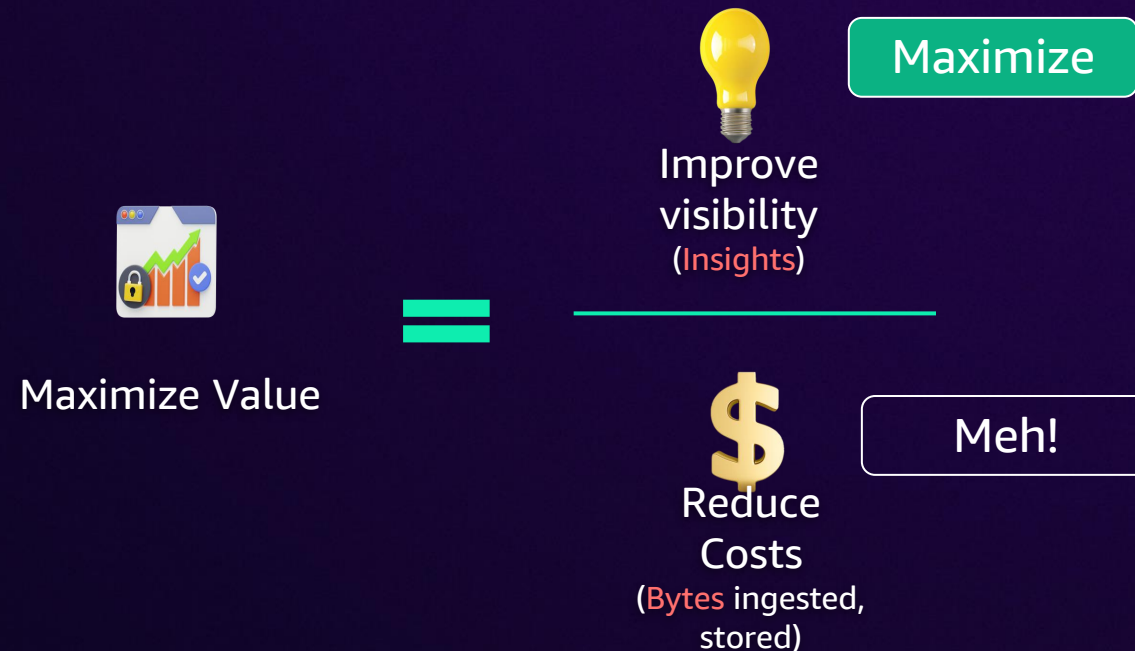 Maximize
Improve
visibility
(Insights)
Maximize Value
Meh!
Reduce
Costs
(Bytes ingested,
stored)